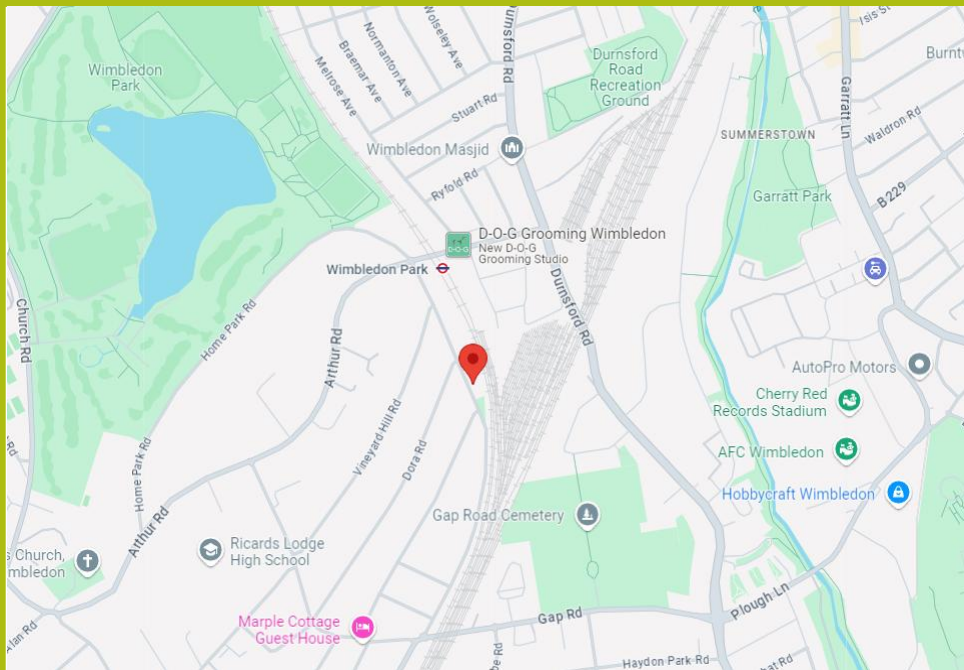 Wolseley Ave
Normanton Ave
Braemar Ave
Melrose Ave
Durnsford Rd
Isis St
Wimbledon
Park
Durnsford
Road
Recreation
Ground
Garratt Ln
Stuart Rd
Waldron Rd
SUMMERSTOWN
Wimbledon Masjid
Ryfold Rd
Garratt Park
B 229
D-O-G
D-O-G Grooming Wimbledon
New D-O-G
Grooming Studio
Wimbledon Park
Church Rd
Home Park Rd
Arthur Rd
Durnsford Rd
AutoPro Motors
Cherry Red
Records Stadium
Vineyard Hill Rd
Dora Rd
AFC Wimbledon
Home Park Rd
Hobbycraft Wimbledon
Gap Road Cemetery
Arthur Rd
Ricards Lodge
High School
s Church,
mbledon
Marple Cottage
Guest House
Gap Rd
Plough Ln
Alan Rd
Haydon Park Rd